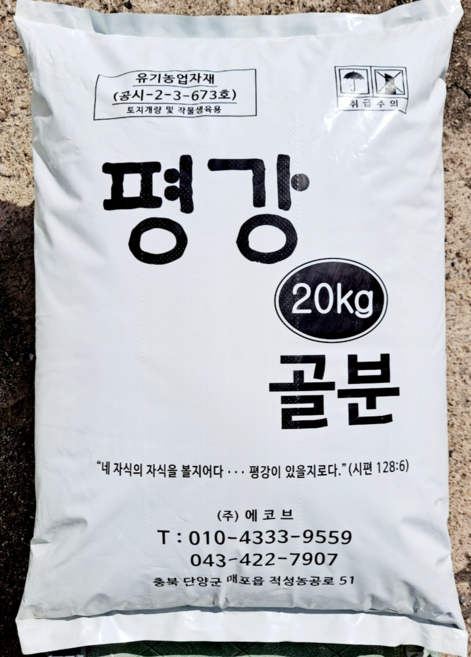 유기농업자재
(공시-2-3-673호)
토지개량 및 작물생육용
취급주의
평강
20kg
골분
“네 자식의 자식을 볼지어다 ··· 평강이 있을지로다.” (시편 128:6)
(주) 에코브
T : 010-4333-9559
043-422-7907
충북 단양군 매포읍 적성농공로 51